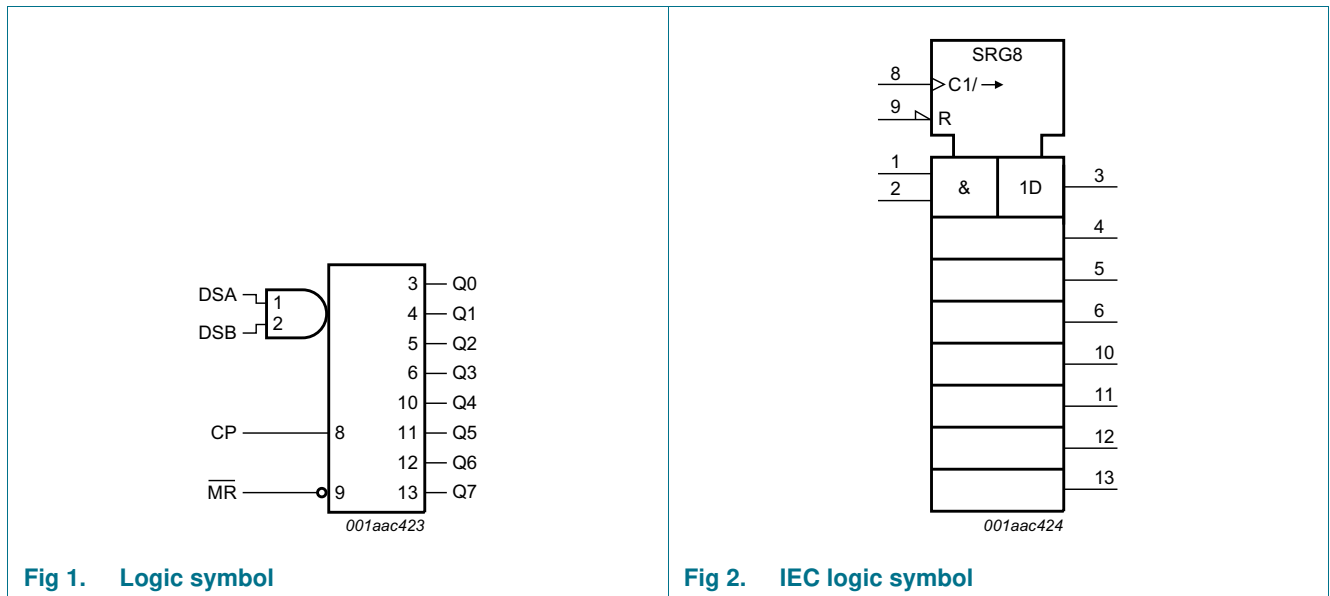 DSA
DSB
1
2
CP
8
M̅R̅
9
3 Q0
4 Q1
5 Q2
6 Q3
10 Q4
11 Q5
12 Q6
13 Q7
001aac423
Fig 1. Logic symbol
SRG8
8
C1/→
9
R
1
2
&
1D
3
4
5
6
10
11
12
13
001aac424
Fig 2. IEC logic symbol